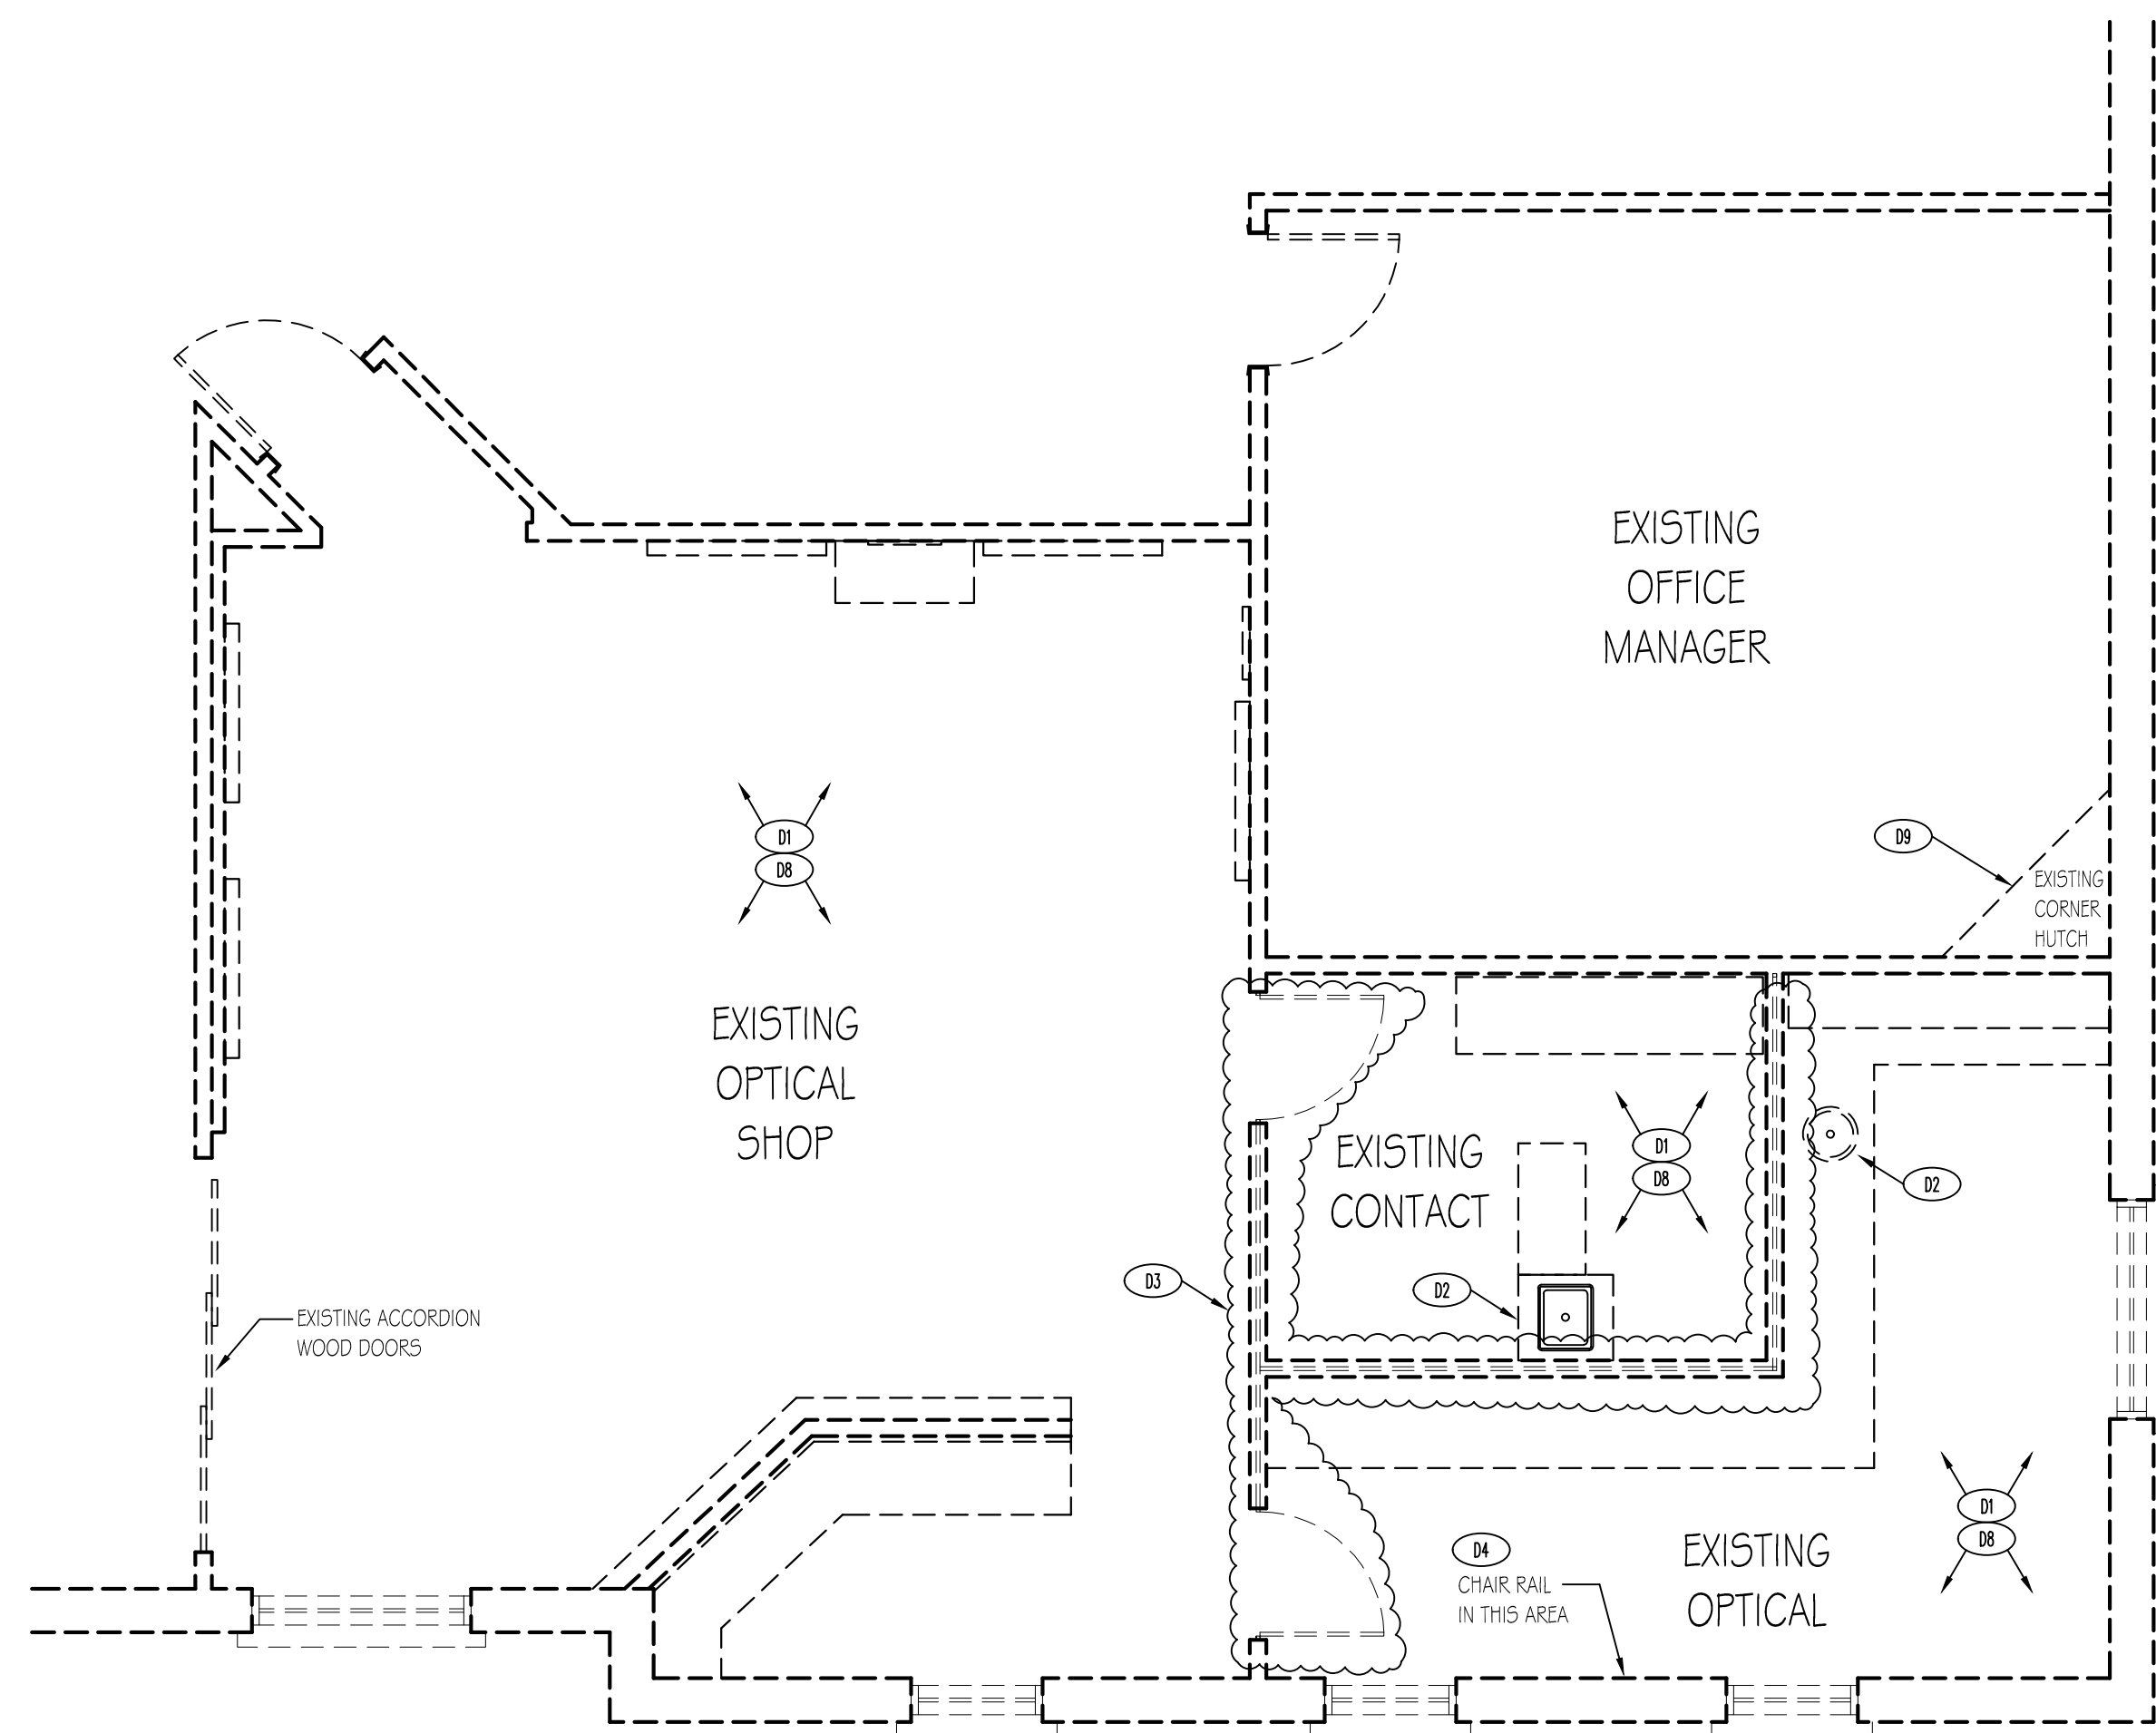 EXISTING
OFFICE
MANAGER
D9
EXISTING
CORNER
HUTCH
D1
D8
EXISTING
OPTICAL
SHOP
EXISTING
CONTACT
D1
D8
D2
D3
D2
EXISTING ACCORDION
WOOD DOORS
D4
CHAIR RAIL
IN THIS AREA
EXISTING
OPTICAL
D1
D8